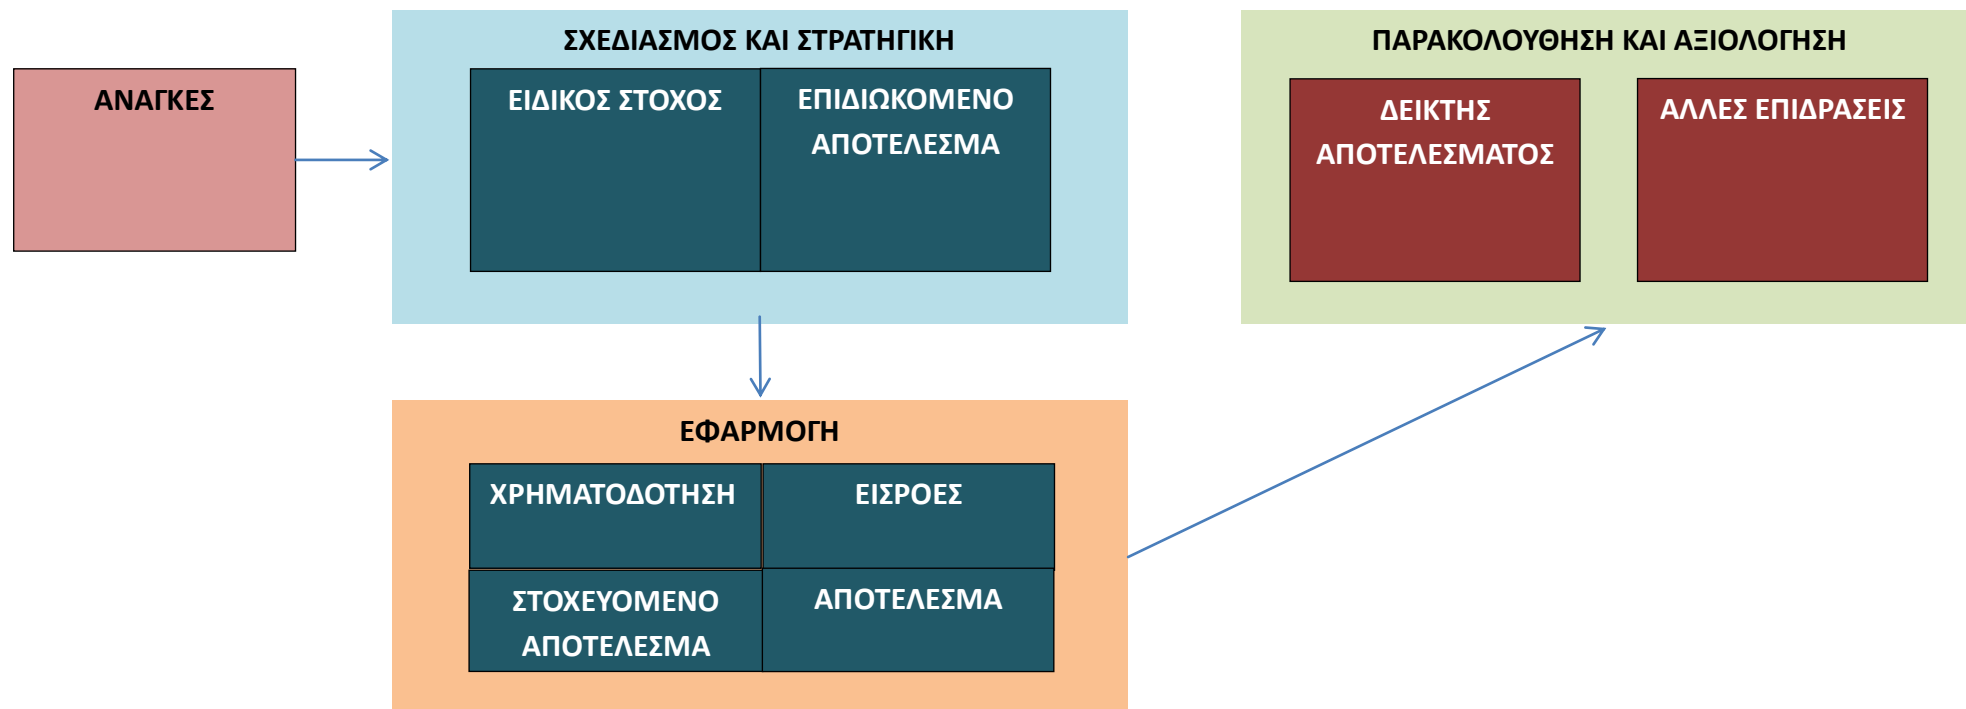 ΑΝΑΓΚΕΣ
ΣΧΕΔΙΑΣΜΟΣ ΚΑΙ ΣΤΡΑΤΗΓΙΚΗ
ΕΙΔΙΚΟΣ ΣΤΟΧΟΣ
ΕΠΙΔΙΩΚΟΜΕΝΟ
ΑΠΟΤΕΛΕΣΜΑ
ΕΦΑΡΜΟΓΗ
ΧΡΗΜΑΤΟΔΟΤΗΣΗ
ΕΙΣΡΟΕΣ
ΣΤΟΧΕΥΟΜΕΝΟ
ΑΠΟΤΕΛΕΣΜΑ
ΑΠΟΤΕΛΕΣΜΑ
ΠΑΡΑΚΟΛΟΥΘΗΣΗ ΚΑΙ ΑΞΙΟΛΟΓΗΣΗ
ΔΕΙΚΤΗΣ
ΑΠΟΤΕΛΕΣΜΑΤΟΣ
ΑΛΛΕΣ ΕΠΙΔΡΑΣΕΙΣ